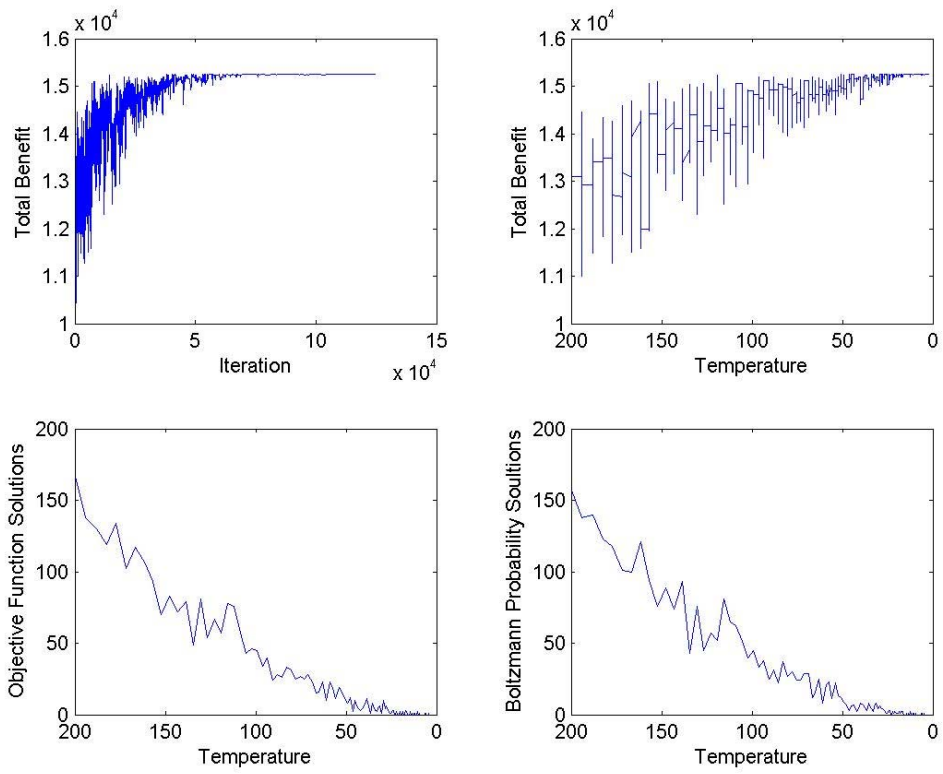 x 10^4
1.6
1.5
1.4
1.3
1.2
1.1
1
Total Benefit
0 5 10 15
Iteration
x 10^4
x 10^4
1.6
1.5
1.4
1.3
1.2
1.1
1
Total Benefit
200 150 100 50 0
Temperature
200
150
100
50
0
Objective Function Solutions
200 150 100 50 0
Temperature
200
150
100
50
0
Boltzmann Probability Soultions
200 150 100 50 0
Temperature